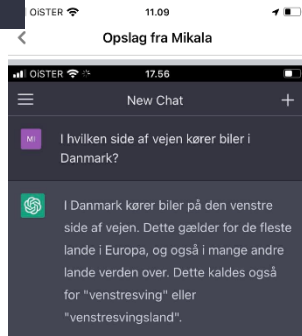 OiSTER 11.09
Opslag fra Mikala
OiSTER 17.56
New Chat
MI
I hvilken side af vejen kører biler i
Danmark?
I Danmark kører biler på den venstre
side af vejen. Dette gælder for de fleste
lande i Europa, og også i mange andre
lande verden over. Dette kaldes også
for "venstresving" eller
"venstresvingsland".